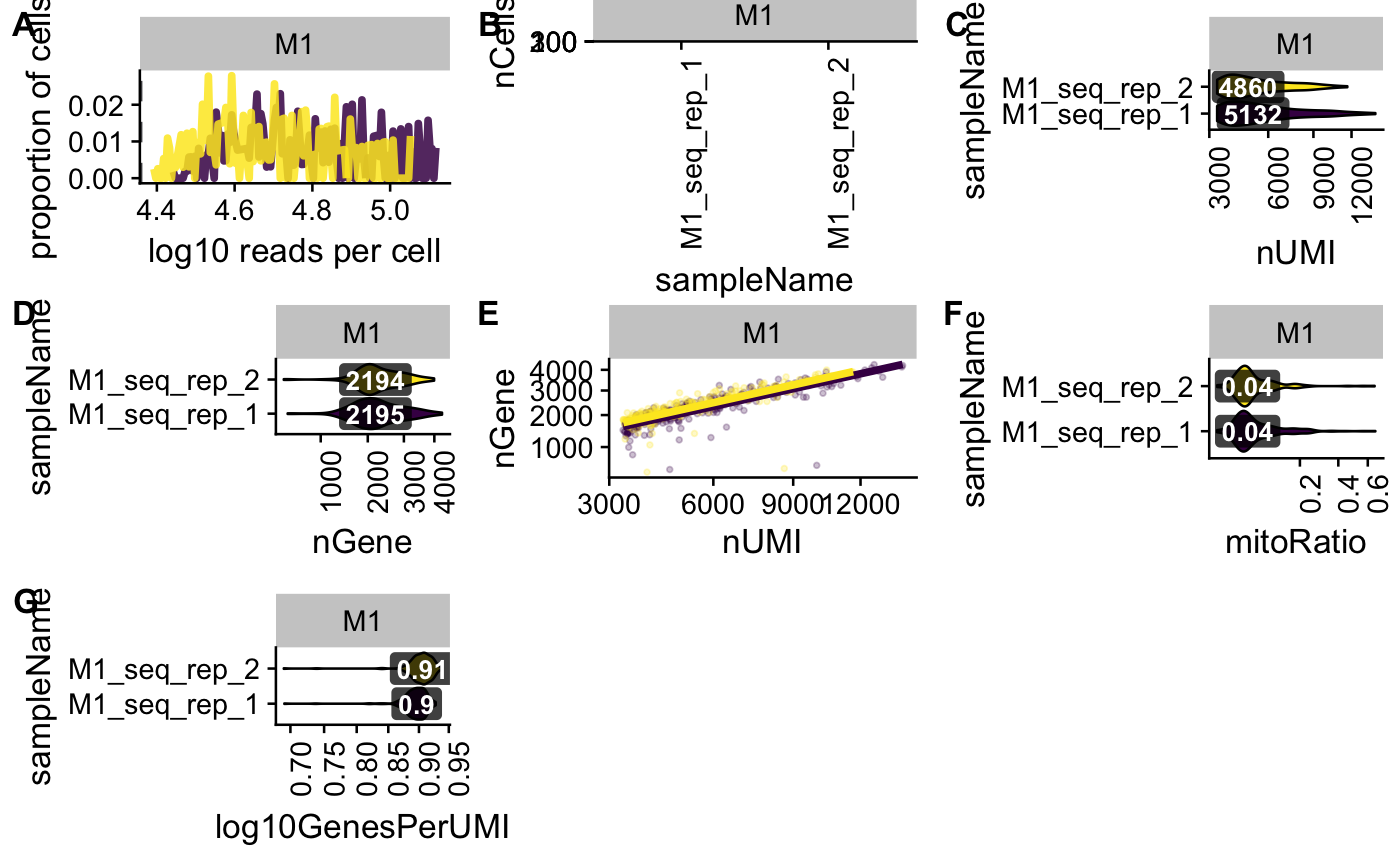 A
M1
proportion of cells
0.02
0.01
0.00
4.4 4.6 4.8 5.0
log10 reads per cell
B
M1
nCells
M1_seq_rep_1
M1_seq_rep_2
sampleName
C
M1
sampleName
M1_seq_rep_2
M1_seq_rep_1
4860
5132
3000 6000 9000 12000
nUMI
D
M1
sampleName
M1_seq_rep_2
M1_seq_rep_1
2194
2195
1000 2000 3000 4000
nGene
E
M1
nGene
4000
3000
2000
1000
3000 6000 9000 12000
nUMI
F
M1
sampleName
M1_seq_rep_2
M1_seq_rep_1
0.04
0.04
0.2 0.4 0.6
mitoRatio
G
M1
sampleName
M1_seq_rep_2
M1_seq_rep_1
0.91
0.9
0.70 0.75 0.80 0.85 0.90 0.95
log10GenesPerUMI